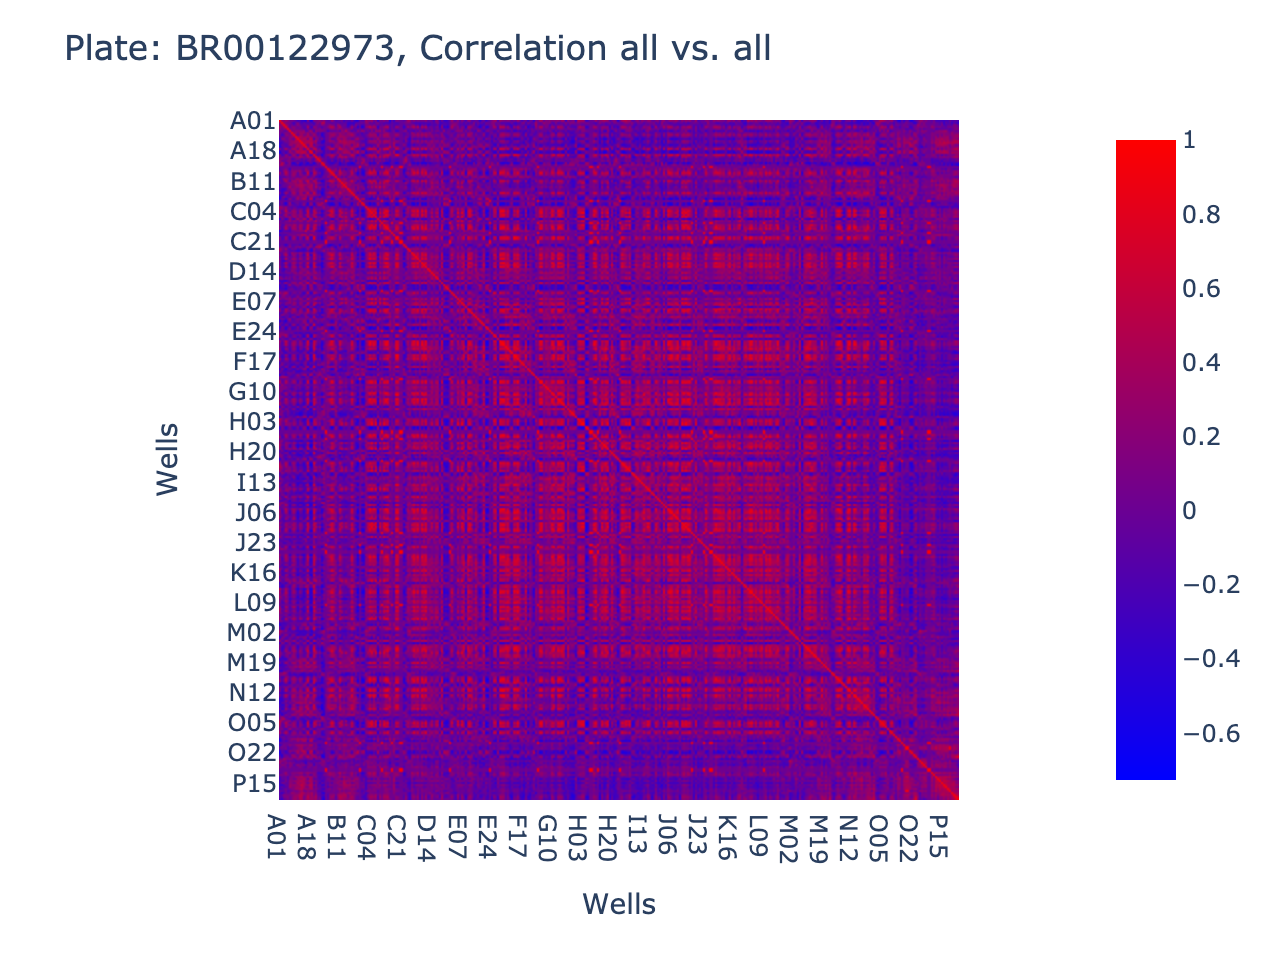 Plate: BR00122973, Correlation all vs. all
A01
A18
B11
C04
C21
D14
E07
E24
F17
G10
H03
H20
I13
J06
J23
K16
L09
M02
M19
N12
O05
O22
P15
Wells
A01
A18
B11
C04
C21
D14
E07
E24
F17
G10
H03
H20
I13
J06
J23
K16
L09
M02
M19
N12
O05
O22
P15
Wells
1
0.8
0.6
0.4
0.2
0
−0.2
−0.4
−0.6